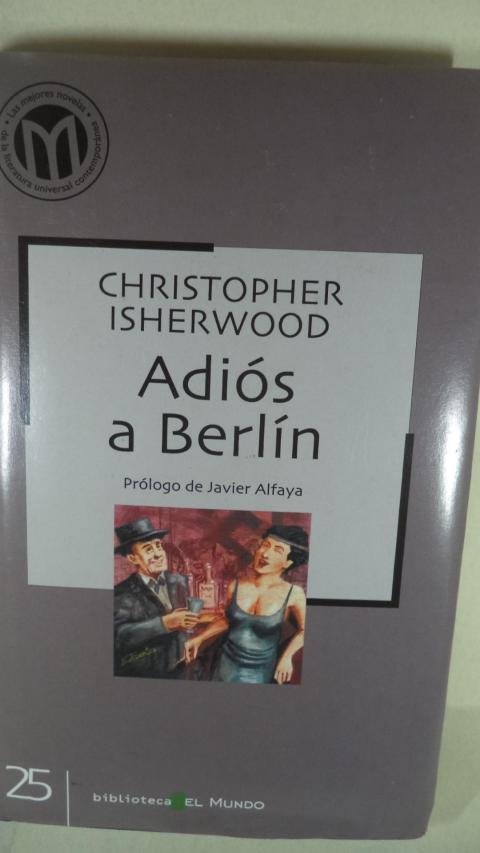 • Las mejores novelas •
de la literatura universal contemporánea
M
CHRISTOPHER
ISHERWOOD
Adiós
a Berlín
Prólogo de Javier Alfaya
25
biblioteca EL MUNDO